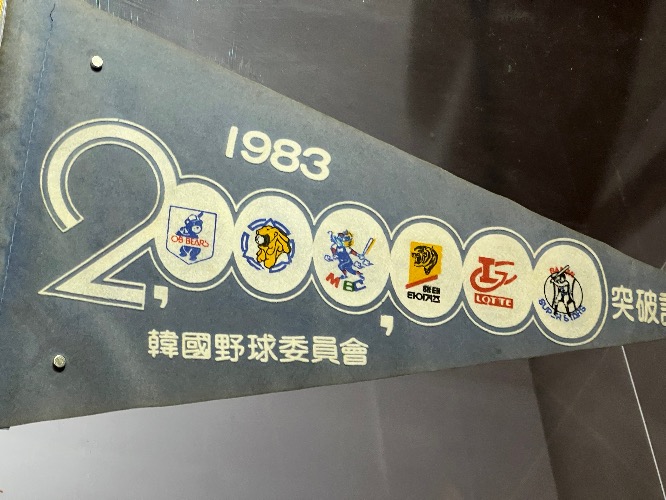 1983
2,000,000 突破記
OB BEARS
MBC
해태
타이거즈
LOTTE
SUPER STARS
韓國野球委員會